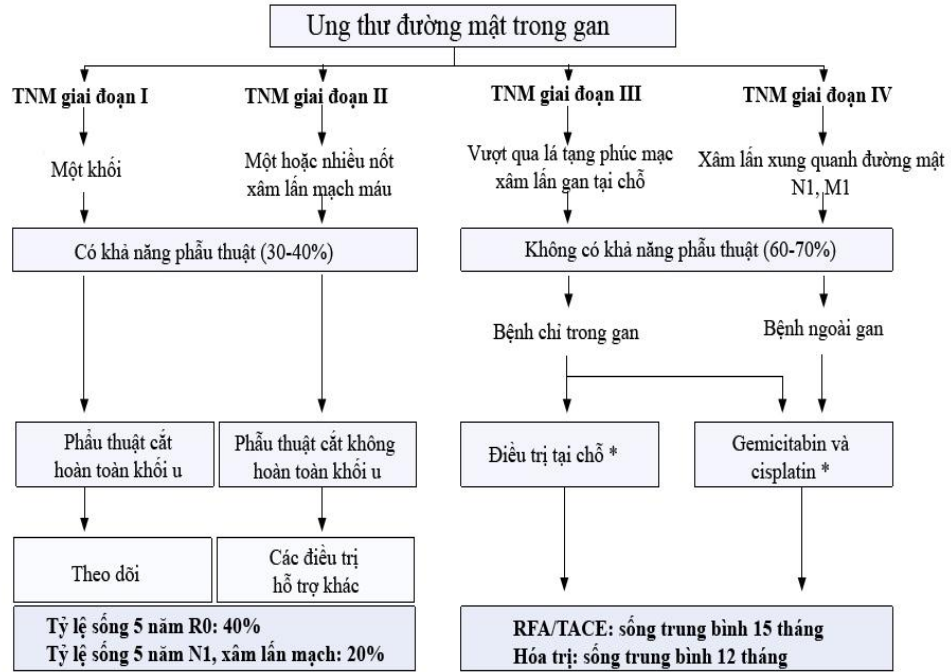 Ung thư đường mật trong gan
TNM giai đoạn I
TNM giai đoạn II
TNM giai đoạn III
TNM giai đoạn IV
Một khối
Một hoặc nhiều nốt
xâm lấn mạch máu
Vượt qua lá tạng phúc mạc
xâm lấn gan tại chỗ
Xâm lấn xung quanh đường mật
N1, M1
Có khả năng phẫu thuật (30-40%)
Không có khả năng phẫu thuật (60-70%)
Bệnh chỉ trong gan
Bệnh ngoài gan
Phẩu thuật cắt
hoàn toàn khối u
Phẫu thuật cắt không
hoàn toàn khối u
Điều trị tại chỗ *
Gemicitabin và
cisplatin *
Theo dõi
Các điều trị
hỗ trợ khác
Tỷ lệ sống 5 năm R0: 40%
Tỷ lệ sống 5 năm N1, xâm lấn mạch: 20%
RFA/TACE: sống trung bình 15 tháng
Hóa trị: sống trung bình 12 tháng